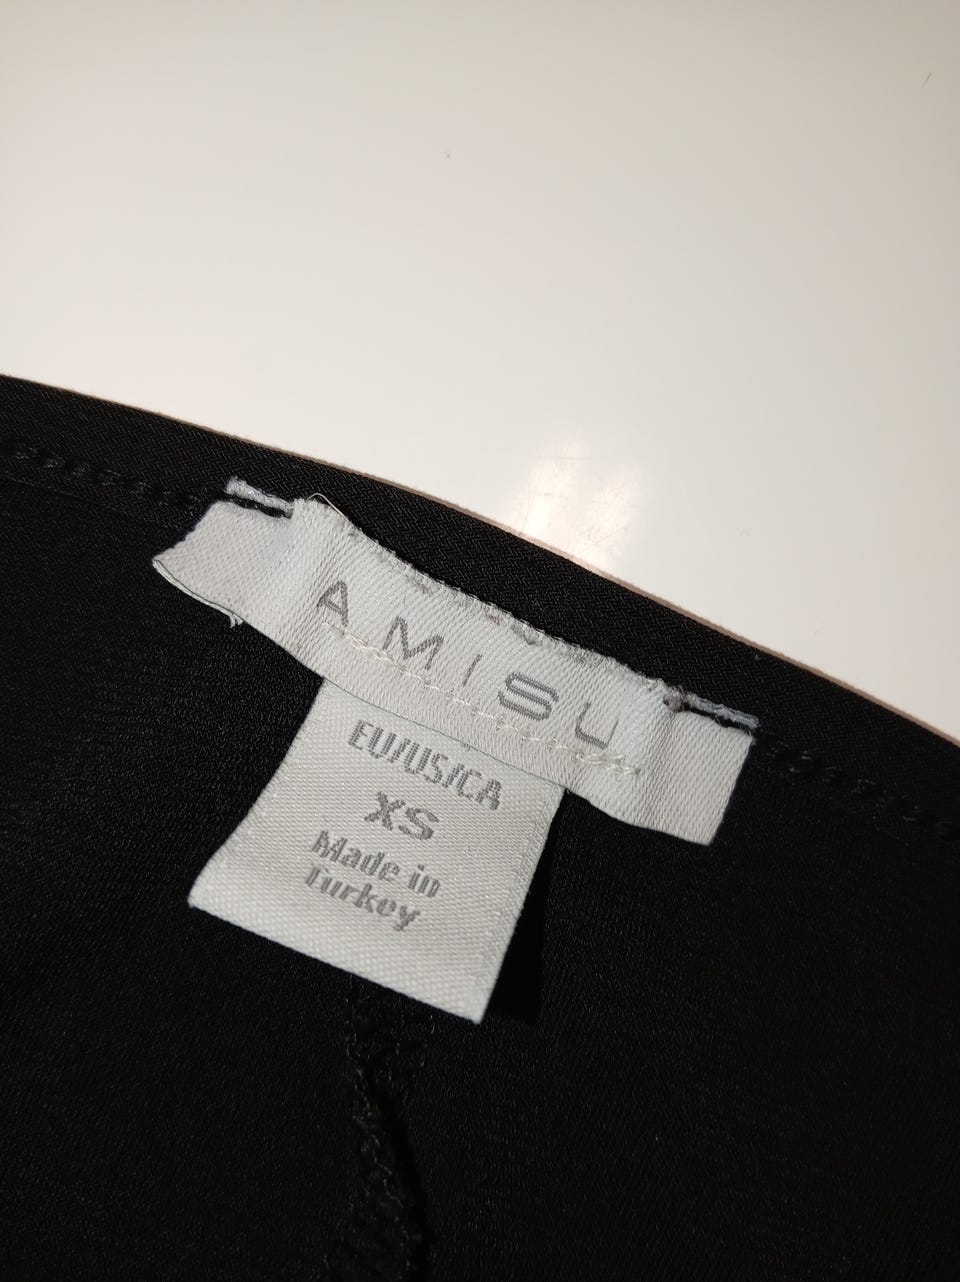 AMISU
EU/US/CA
XS
Made in
Turkey